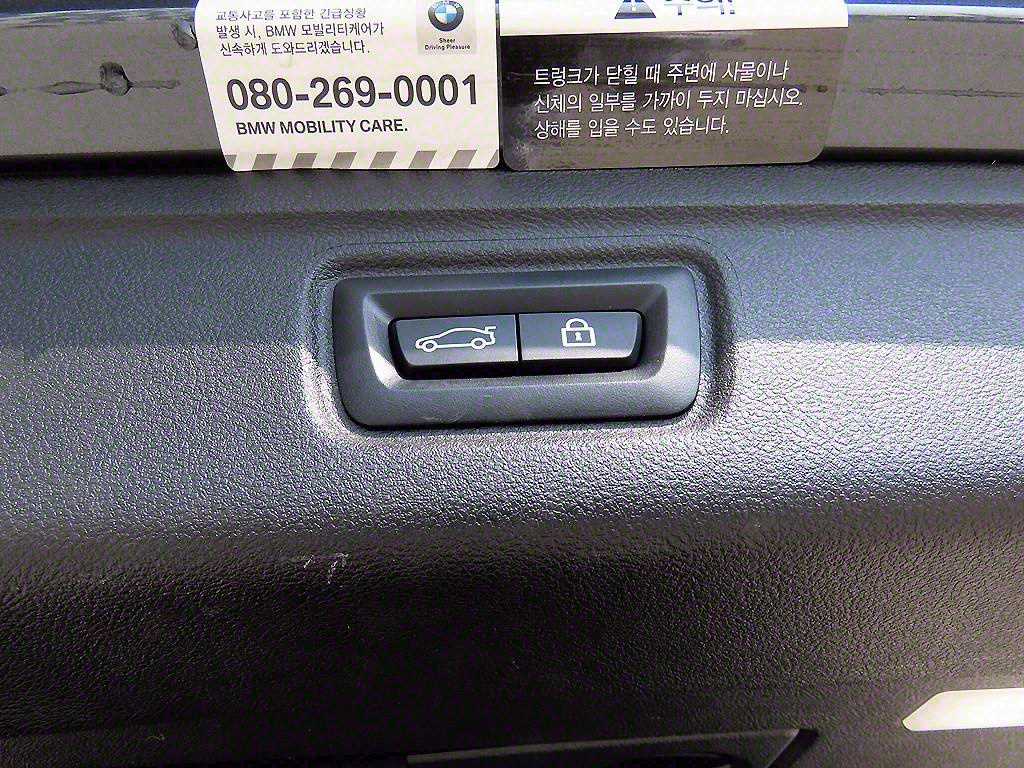 교통사고를 포함한 긴급상황
발생 시, BMW 모빌리티케어가
신속하게 도와드리겠습니다.
Sheer
Driving Pleasure
080-269-0001
BMW MOBILITY CARE.
트렁크가 닫힐 때 주변에 사물이나
신체의 일부를 가까이 두지 마십시오.
상해를 입을 수도 있습니다.